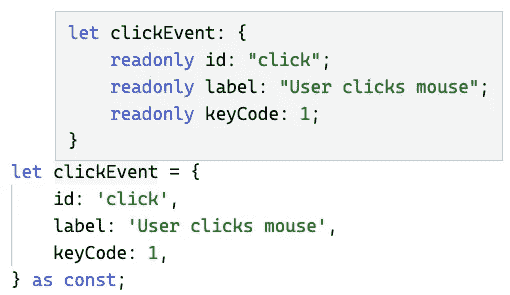 let clickEvent: {
    readonly id: "click";
    readonly label: "User clicks mouse";
    readonly keyCode: 1;
}
let clickEvent = {
    id: 'click',
    label: 'User clicks mouse',
    keyCode: 1,
} as const;